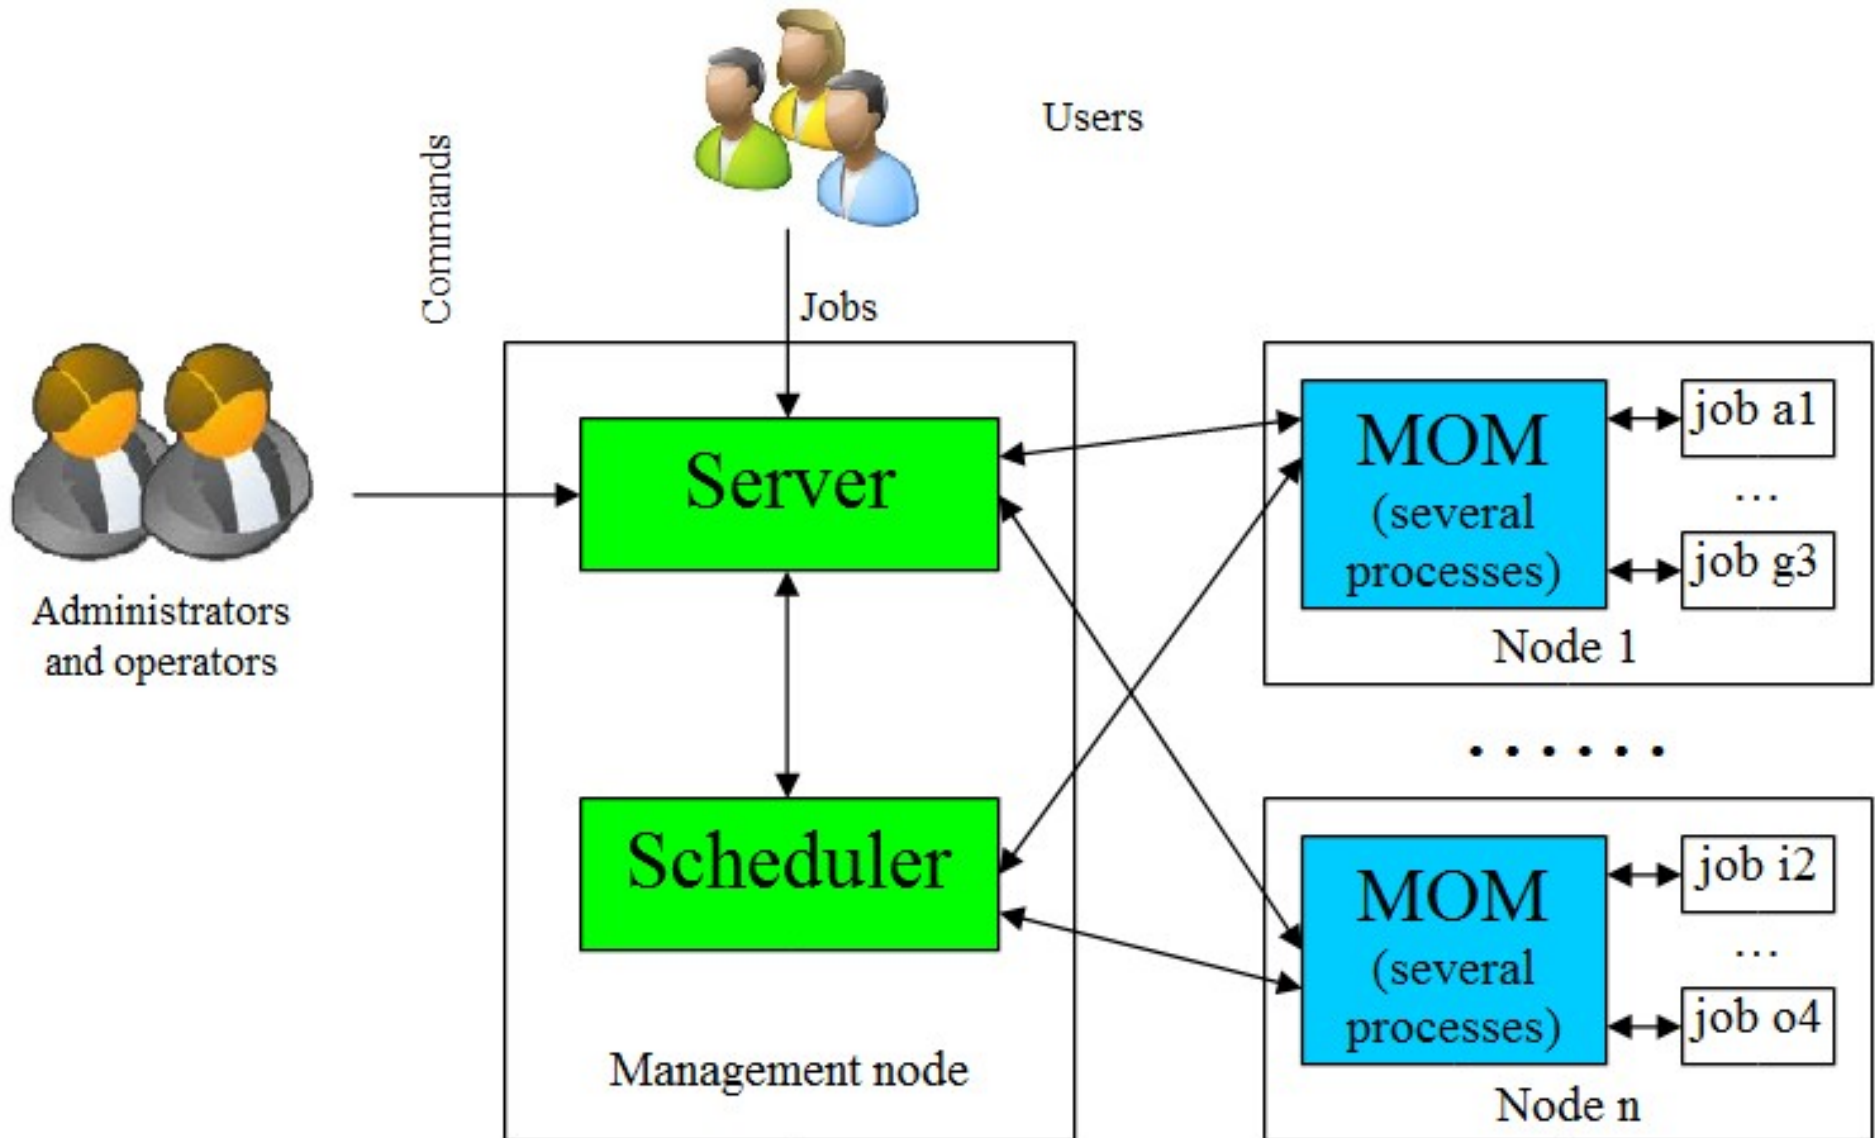 Users
Commands
Jobs
Administrators
and operators
Server
Scheduler
Management node
MOM
(several
processes)
job a1
...
job g3
Node 1
......
MOM
(several
processes)
job i2
...
job o4
Node n